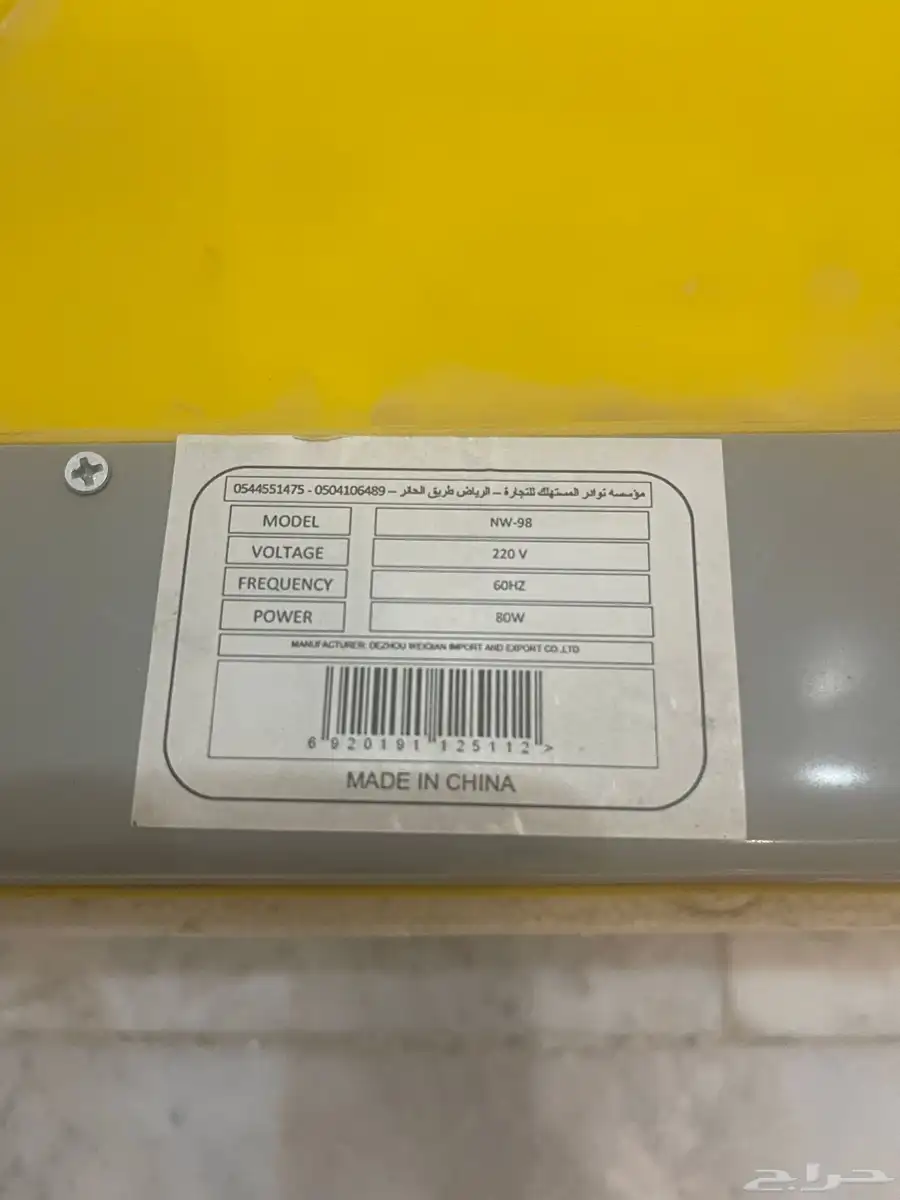 مؤسسه نوادر المستهلك للتجارة – الرياض طريق الحائر – 0504106489 - 0544551475
MODEL NW-98
VOLTAGE 220 V
FREQUENCY 60HZ
POWER 80W
MANUFACTURER: DEZHOU WEIQIAN IMPORT AND EXPORT CO.,LTD
6 920191 125112 >
MADE IN CHINA
حراج